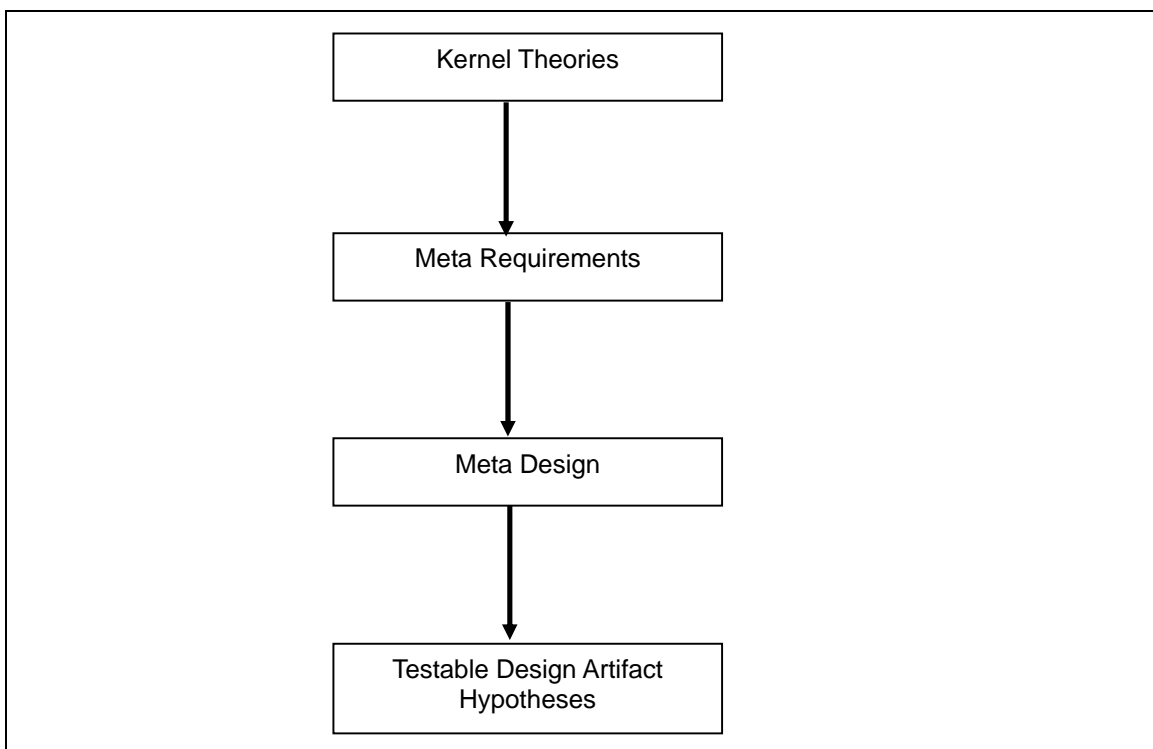 Kernel Theories
Meta Requirements
Meta Design
Testable Design Artifact
Hypotheses